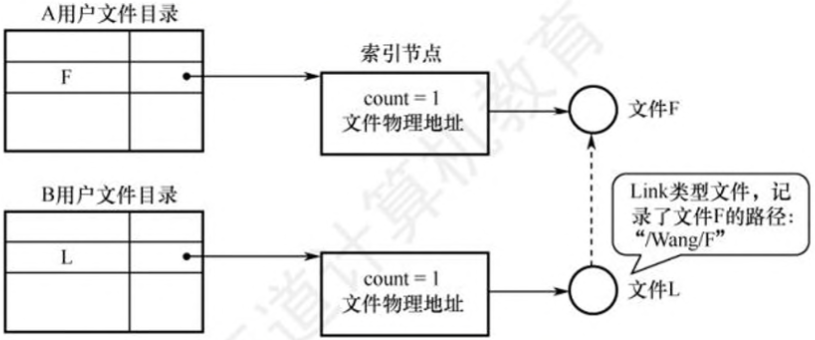 A用户文件目录
索引节点
F
count = 1
文件物理地址
文件F
B用户文件目录
Link类型文件，记
录了文件F的路径：
“/Wang/F”
L
count = 1
文件物理地址
文件L
道计算机教育